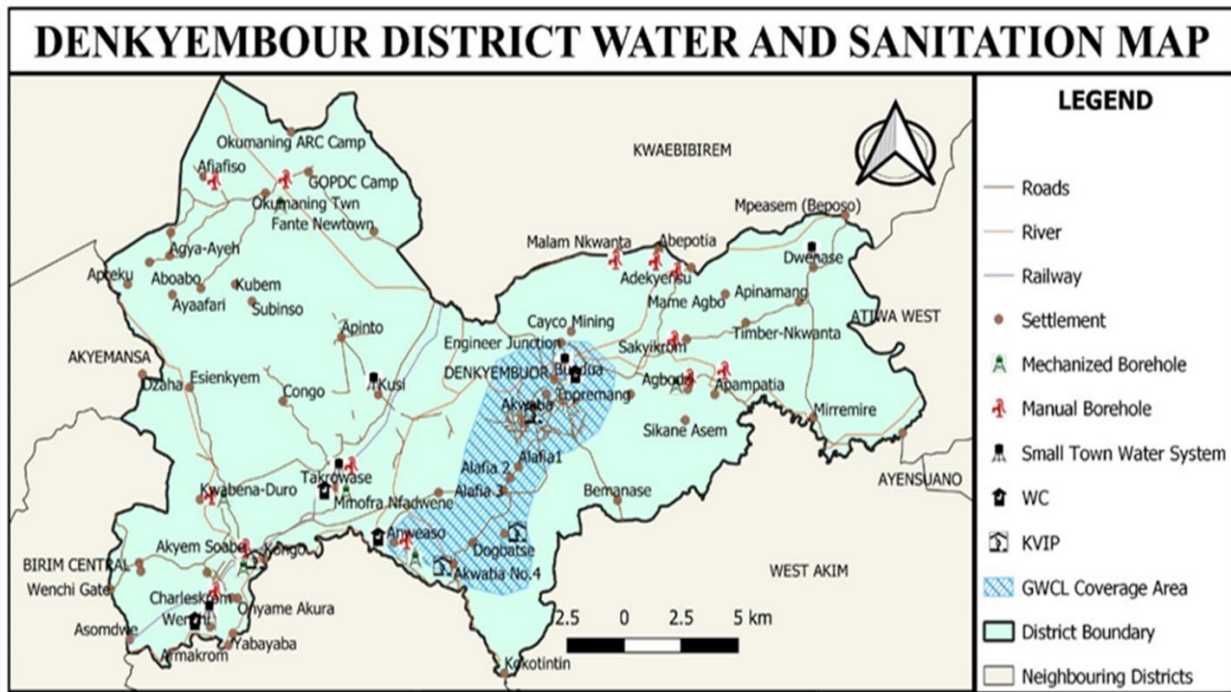 DENKYEMBOUR DISTRICT WATER AND SANITATION MAP
Okumaning ARC Camp
KWAEBIBIREM
Afiafiso
GOPDC Camp
Okumaning Twn
Fante Newtown
Mpeasem (Beposo)
Malam Nkwanta
Abepotia
Agya-Ayeh
Dwenase
Apteku
Aboabo
Kubem
Adekyensu
Ayaafari
Subinso
Mame Agbo
Apinamang
Cayco Mining
ATIWA WEST
Apinto
Engineer Junction
Sakyikrom
Timber-Nkwanta
AKYEMANSA
DENKYEMBUOR
Dzaha
Esienkyem
Kusi
Agbodo
Apampatia
Congo
Topremang
Akwatia
Mirremire
Sikane Asem
Alafia1
Alafia 2
Takrowase
AYENSUANO
Kwabena-Duro
Alafia 3
Bemanase
Mmofra Nfadwene
Anweaso
Akyem Soabe
Kongo
Dogbatse
BIRIM CENTRAL
Akwatia No.4
WEST AKIM
Wenchi Gate
Charleskrom
Onyame Akura
Wenchi
Asomdwe
Yabayaba
Armakrom
Kokotintin
2.5 0 2.5 5 km
LEGEND
Roads
River
Railway
Settlement
Mechanized Borehole
Manual Borehole
Small Town Water System
WC
KVIP
GWCL Coverage Area
District Boundary
Neighbouring Districts